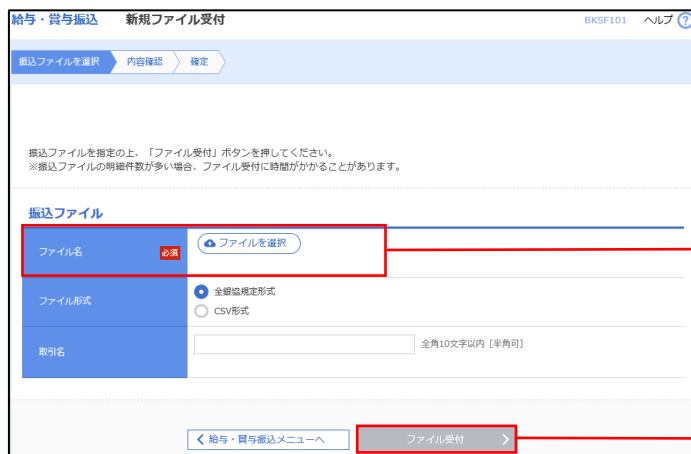 給与・賞与振込 新規ファイル受付 BKSF101 ヘルプ ?
振込ファイルを選択 内容確認 確定
振込ファイルを指定の上、「ファイル受付」ボタンを押してください。
※振込ファイルの明細件数が多い場合、ファイル受付に時間がかかることがあります。
振込ファイル
ファイル名 必須 ファイルを選択
ファイル形式 全銀協規定形式
CSV形式
取引名 全角10文字以内［半角可］
給与・賞与振込メニューへ ファイル受付